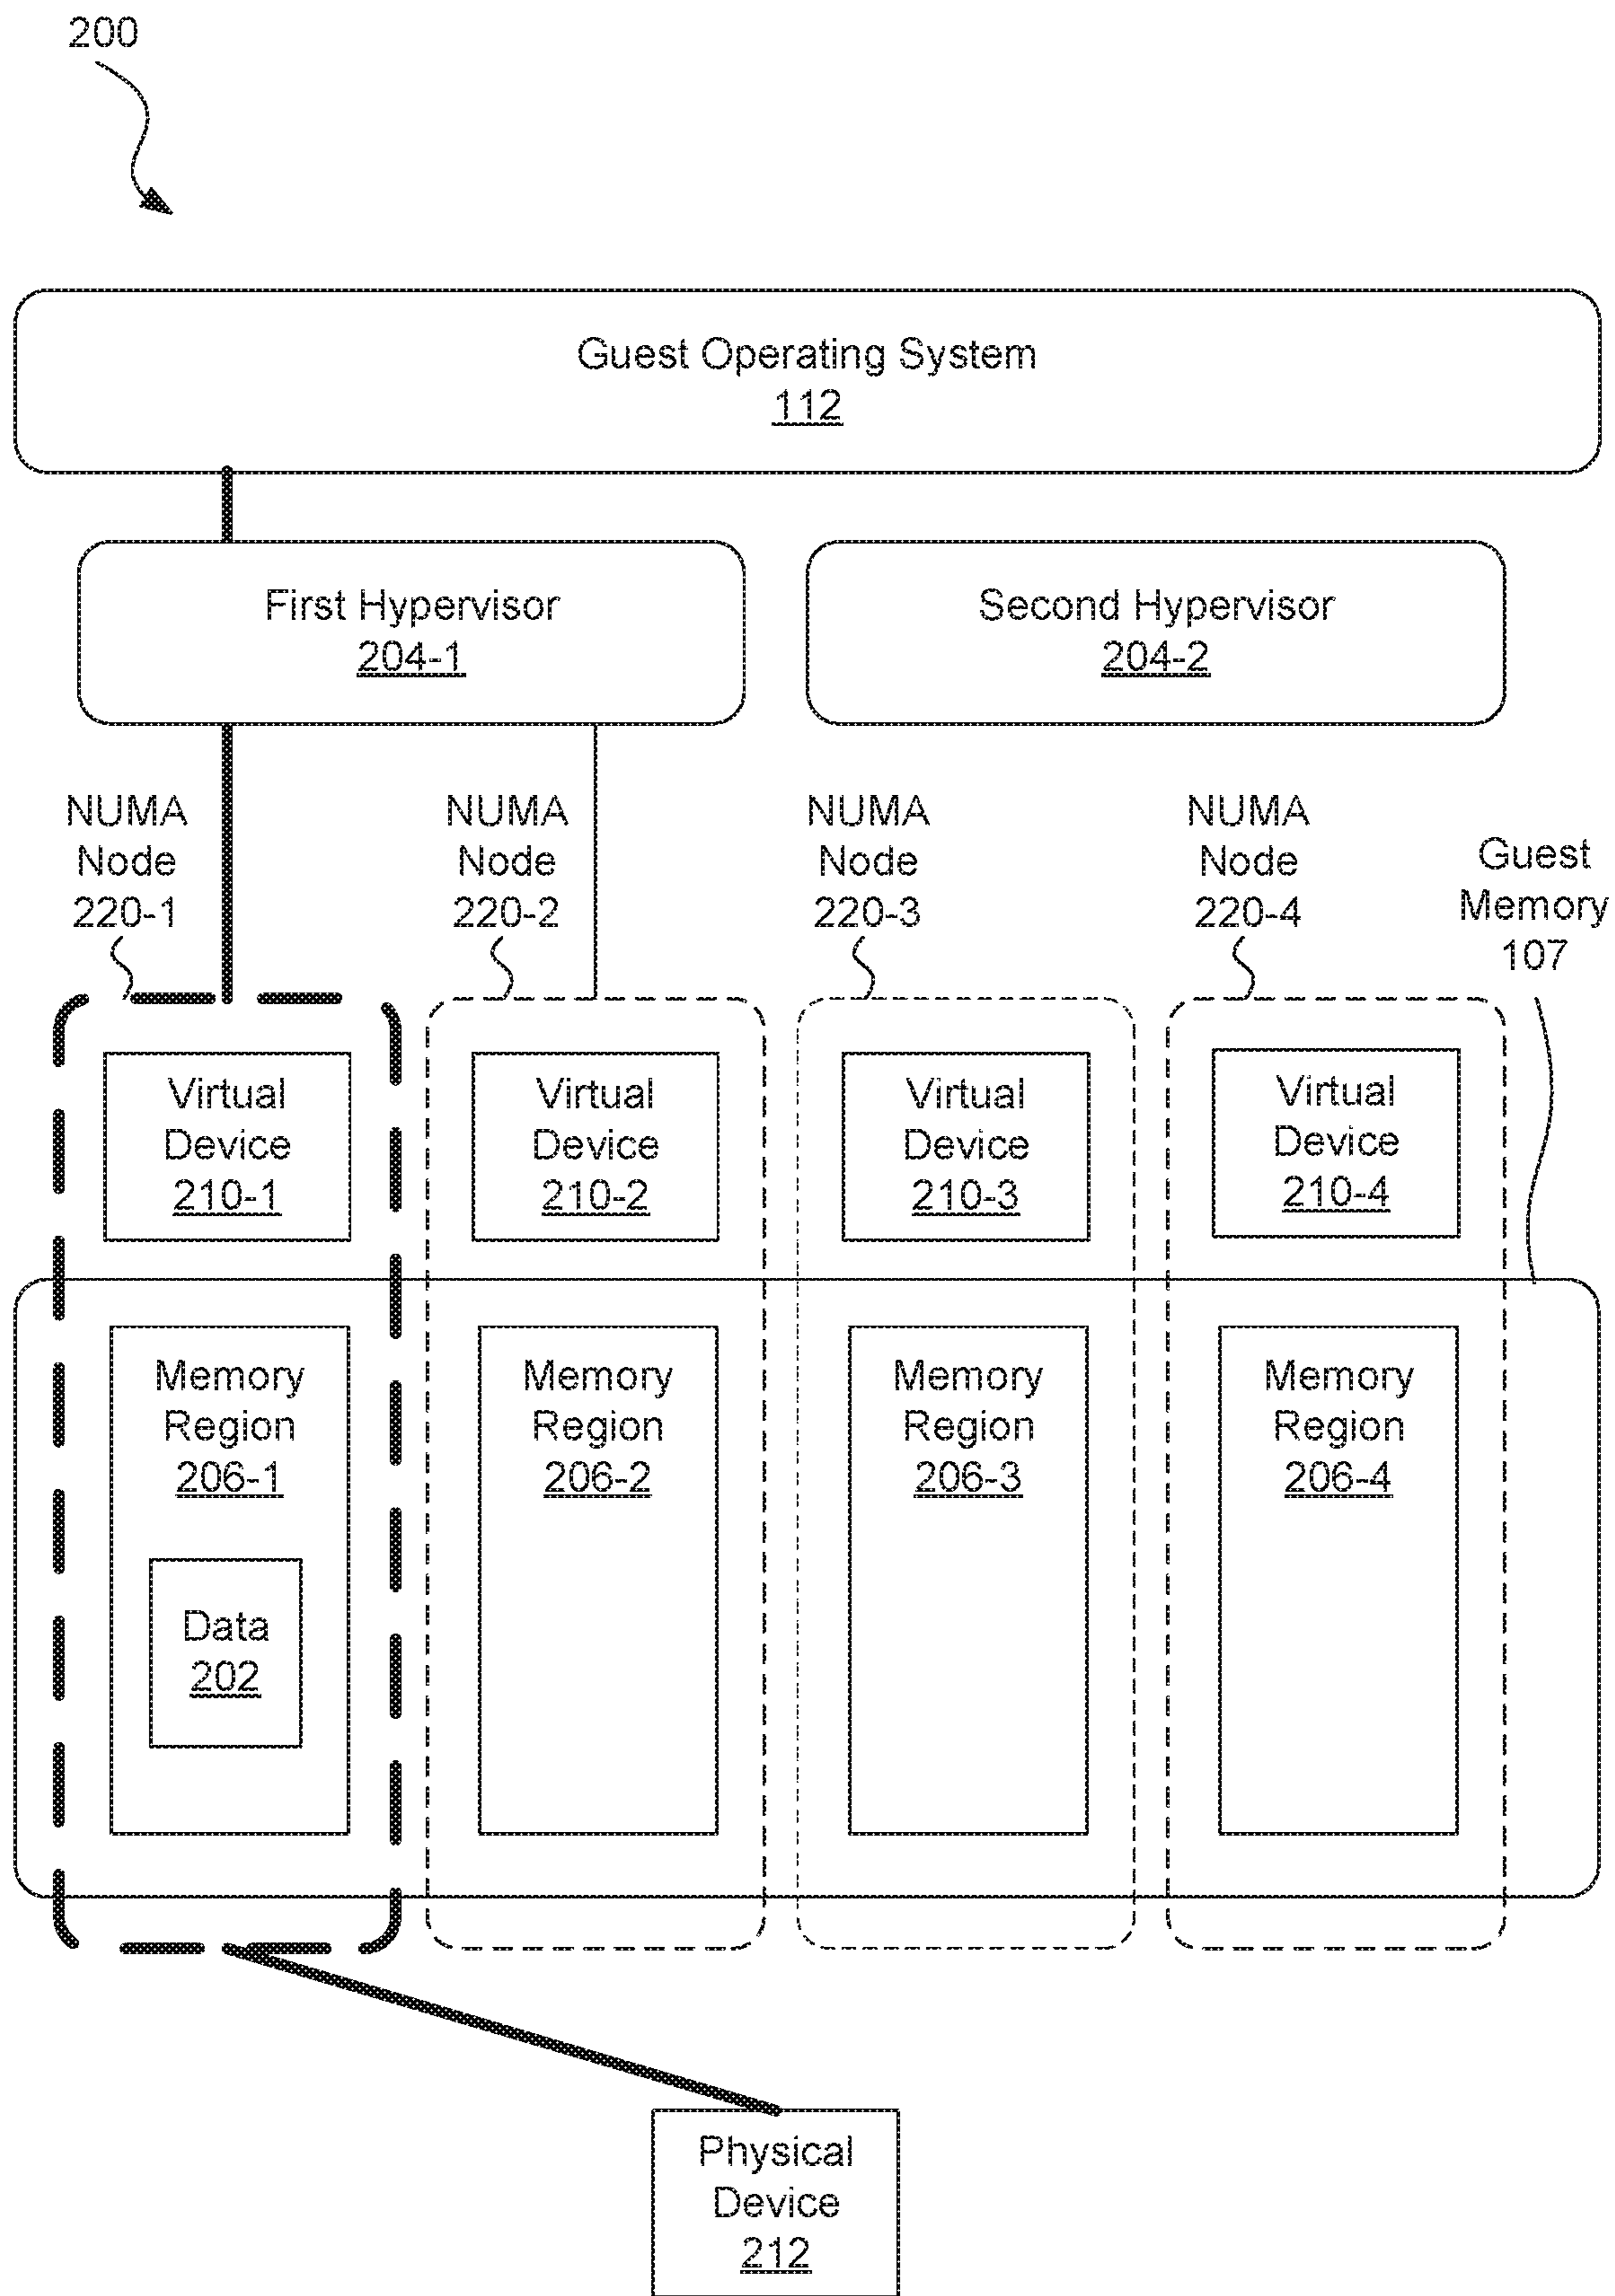 200
Guest Operating System
112
First Hypervisor
204-1
Second Hypervisor
204-2
NUMA
Node
220-1
NUMA
Node
220-2
NUMA
Node
220-3
NUMA
Node
220-4
Guest
Memory
107
Virtual
Device
210-1
Virtual
Device
210-2
Virtual
Device
210-3
Virtual
Device
210-4
Memory
Region
206-1
Memory
Region
206-2
Memory
Region
206-3
Memory
Region
206-4
Data
202
Physical
Device
212